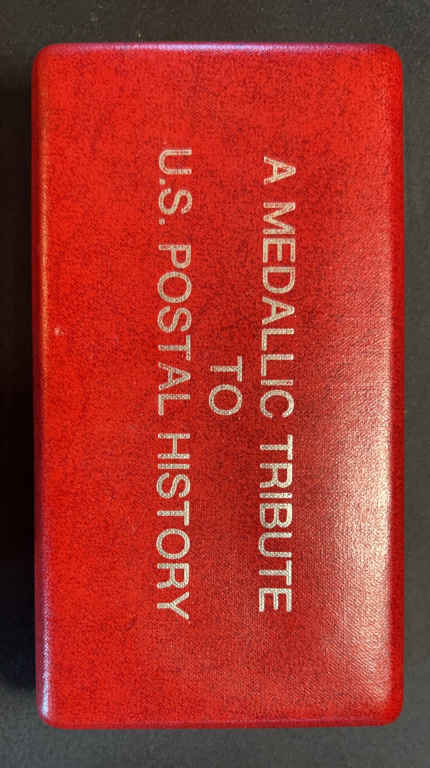 A MEDALLIC TRIBUTE
TO
U.S. POSTAL HISTORY